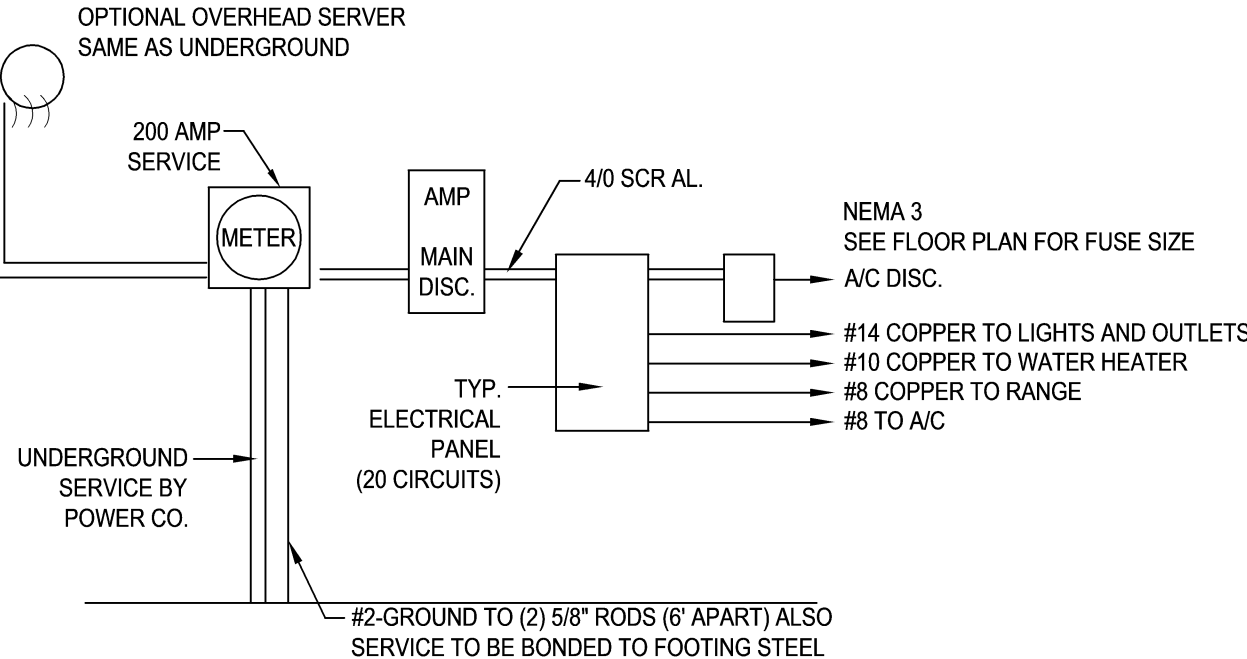 OPTIONAL OVERHEAD SERVER
SAME AS UNDERGROUND
200 AMP
SERVICE
METER
AMP
MAIN
DISC.
4/0 SCR AL.
NEMA 3
SEE FLOOR PLAN FOR FUSE SIZE
A/C DISC.
#14 COPPER TO LIGHTS AND OUTLETS
#10 COPPER TO WATER HEATER
#8 COPPER TO RANGE
#8 TO A/C
TYP.
ELECTRICAL
PANEL
(20 CIRCUITS)
UNDERGROUND
SERVICE BY
POWER CO.
#2-GROUND TO (2) 5/8" RODS (6' APART) ALSO
SERVICE TO BE BONDED TO FOOTING STEEL